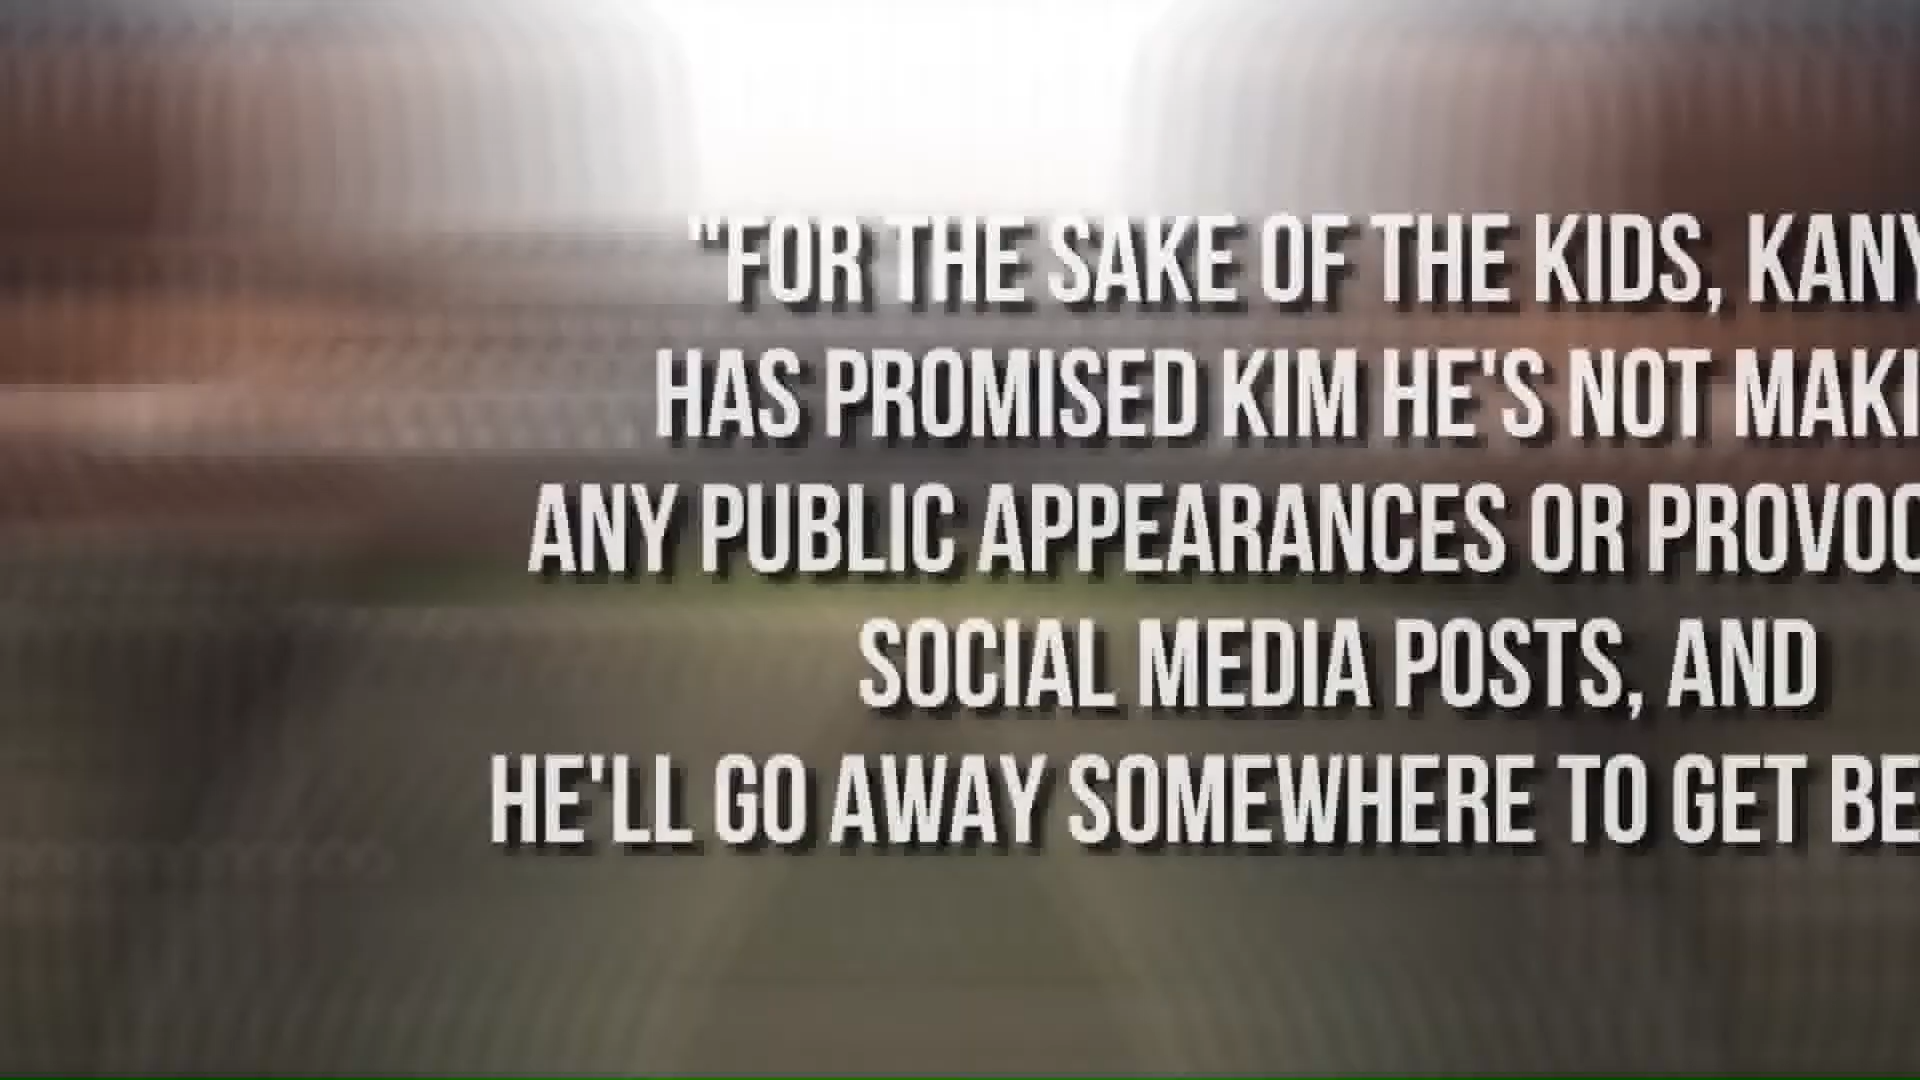 "FOR THE SAKE OF THE KIDS, KANY
HAS PROMISED KIM HE'S NOT MAKI
ANY PUBLIC APPEARANCES OR PROVOC
SOCIAL MEDIA POSTS, AND
HE'LL GO AWAY SOMEWHERE TO GET BE